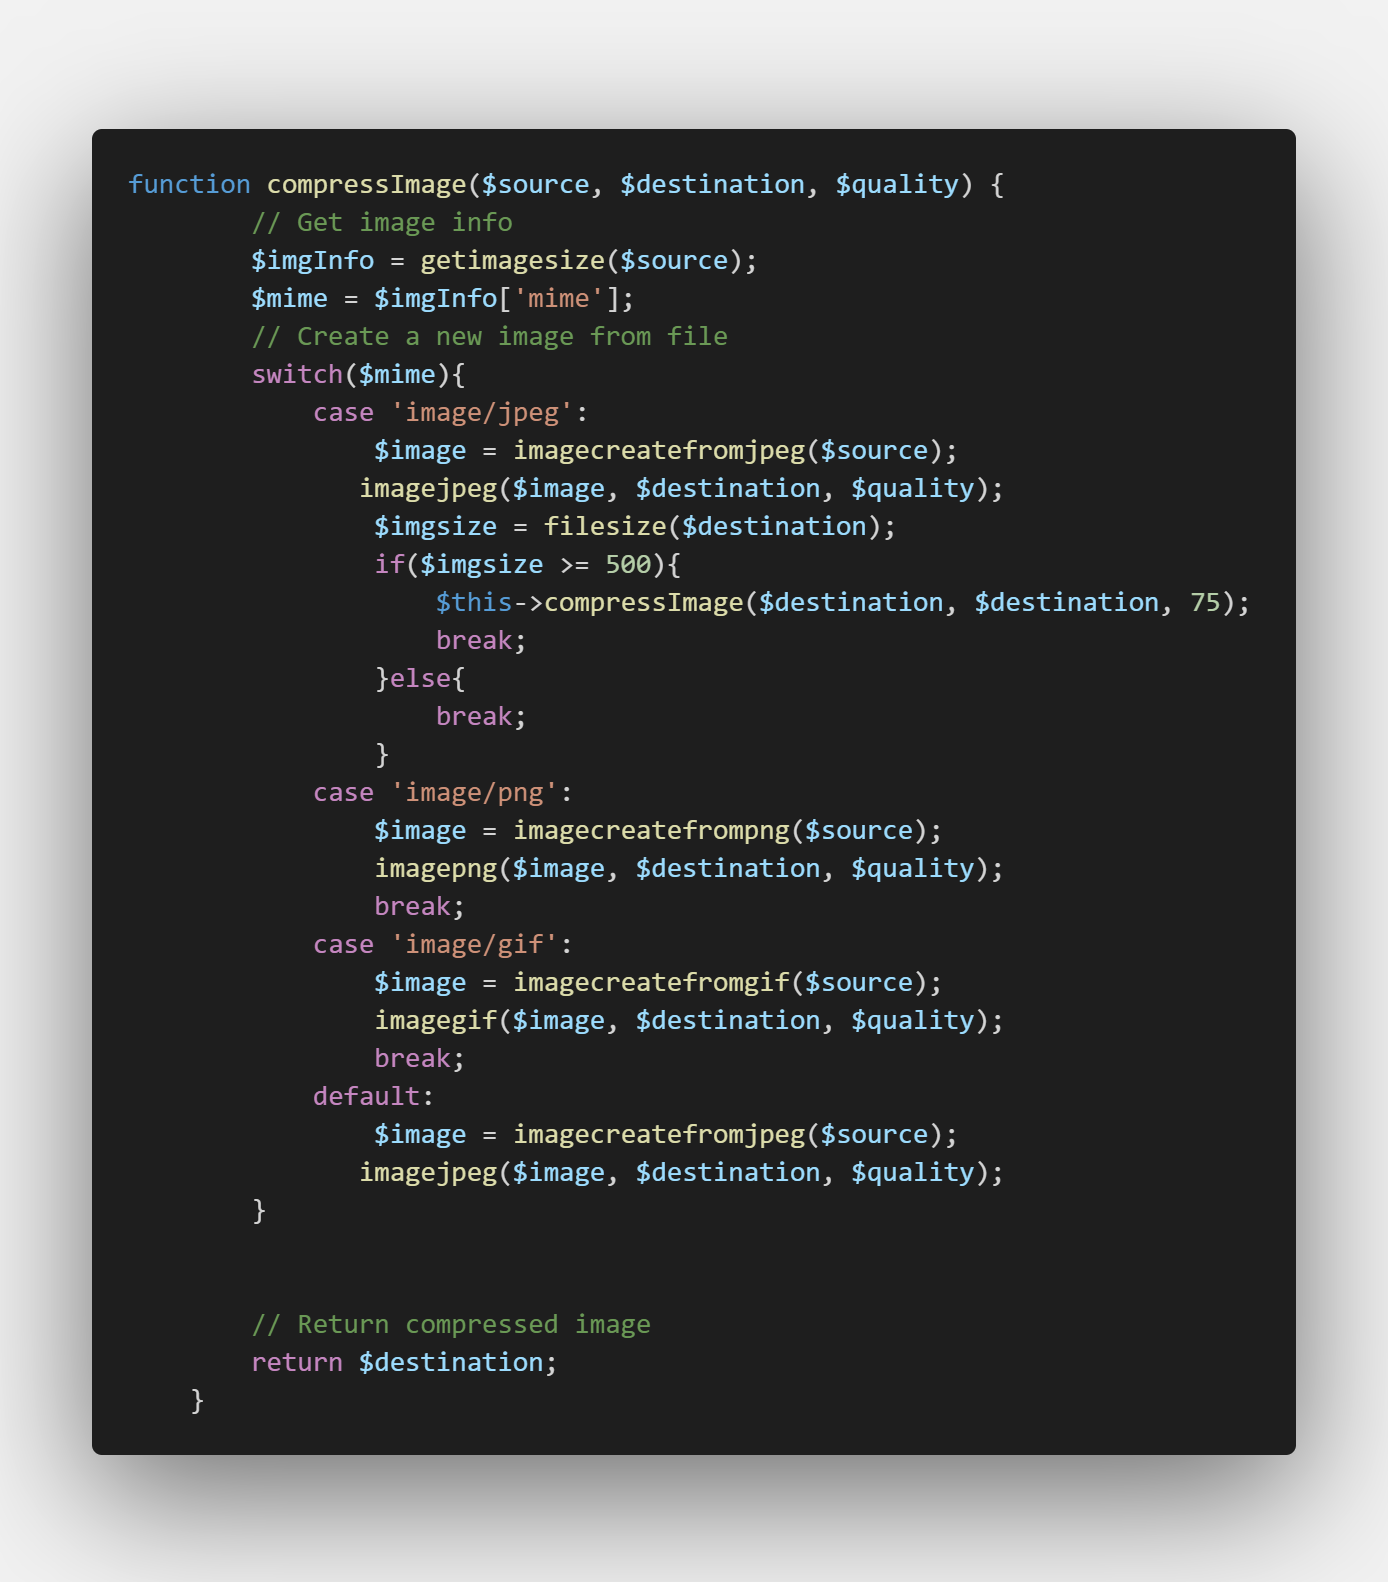 function compressImage($source, $destination, $quality) {
        // Get image info
        $imgInfo = getimagesize($source);
        $mime = $imgInfo['mime'];
        // Create a new image from file
        switch($mime){
            case 'image/jpeg':
                $image = imagecreatefromjpeg($source);
               imagejpeg($image, $destination, $quality);
                $imgsize = filesize($destination);
                if($imgsize >= 500){
                    $this->compressImage($destination, $destination, 75);
                    break;
                }else{
                    break;
                }
            case 'image/png':
                $image = imagecreatefrompng($source);
                imagepng($image, $destination, $quality);
                break;
            case 'image/gif':
                $image = imagecreatefromgif($source);
                imagegif($image, $destination, $quality);
                break;
            default:
                $image = imagecreatefromjpeg($source);
               imagejpeg($image, $destination, $quality);
        }


        // Return compressed image
        return $destination;
    }